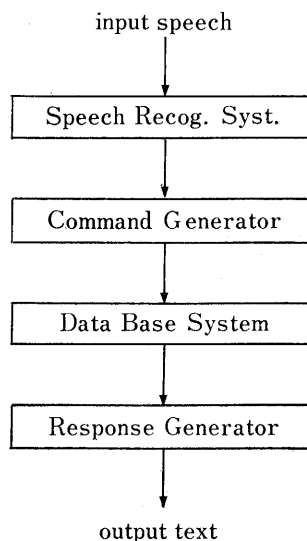 input speech
Speech Recog. Syst.
Command Generator
Data Base System
Response Generator
output text